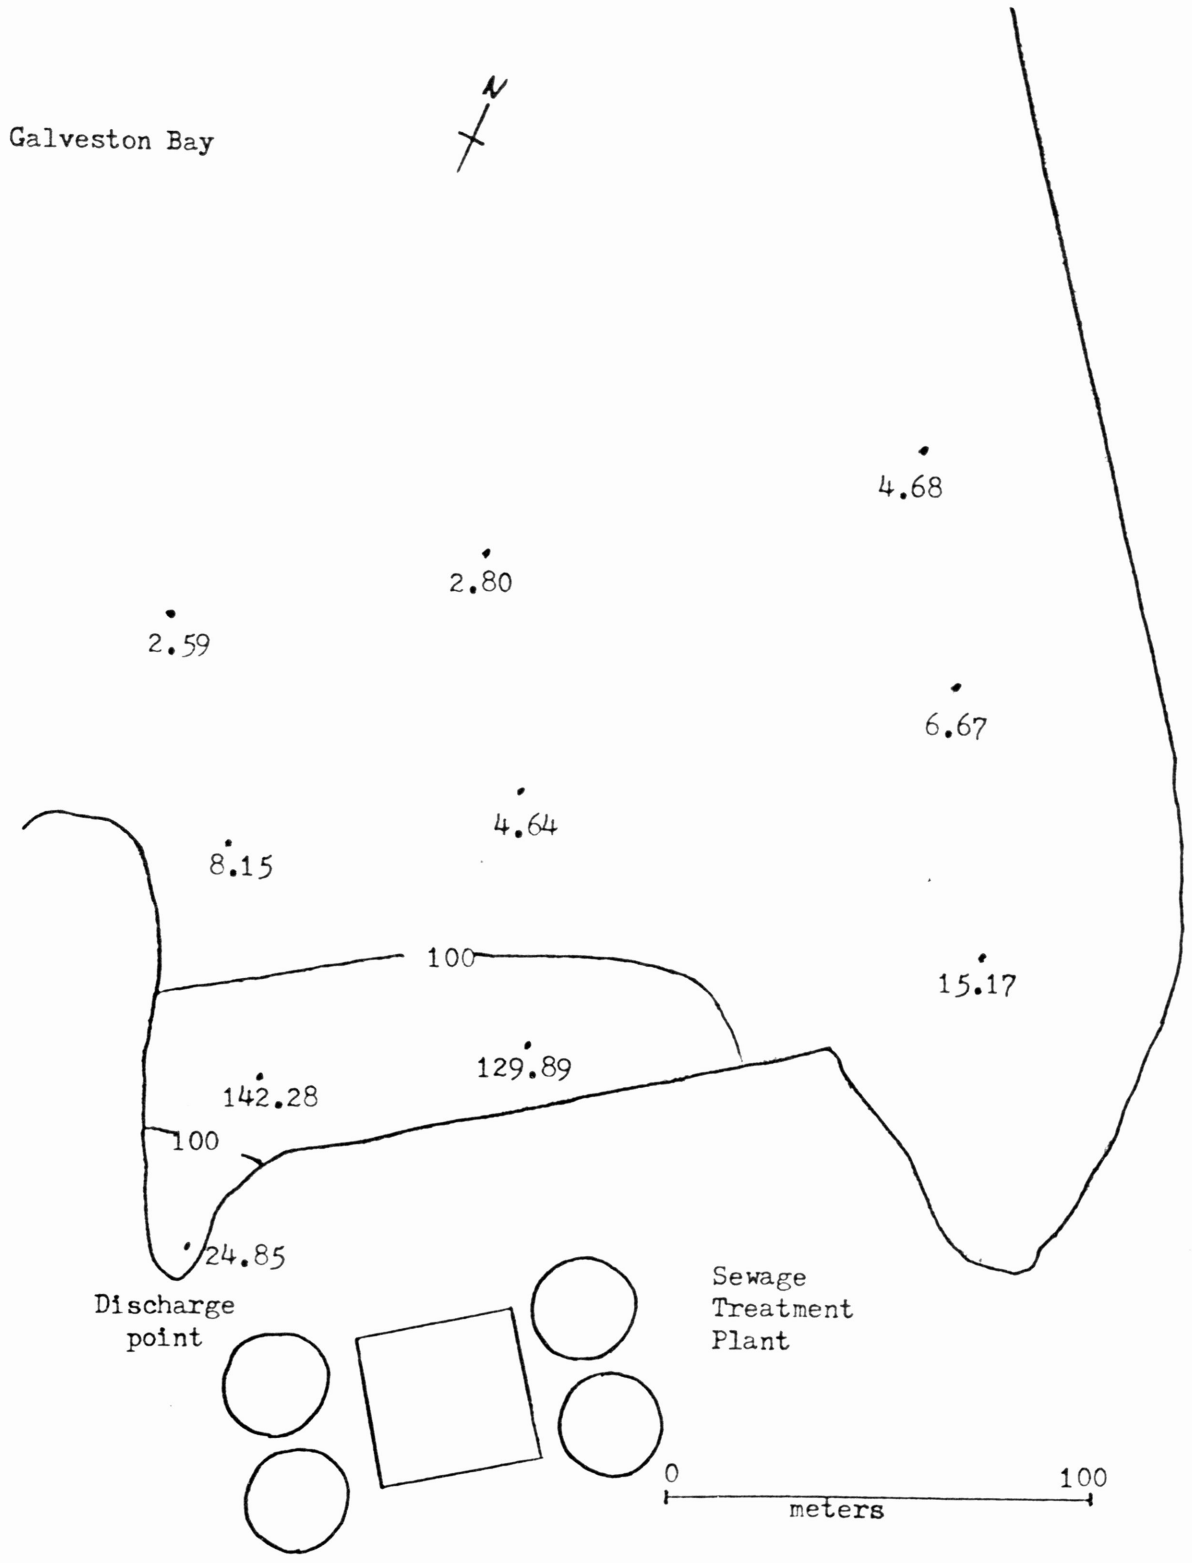 N
Galveston Bay
4.68
2.80
2.59
6.67
4.64
8.15
100
15.17
129.89
142.28
100
24.85
Discharge
point
Sewage
Treatment
Plant
0
100
meters